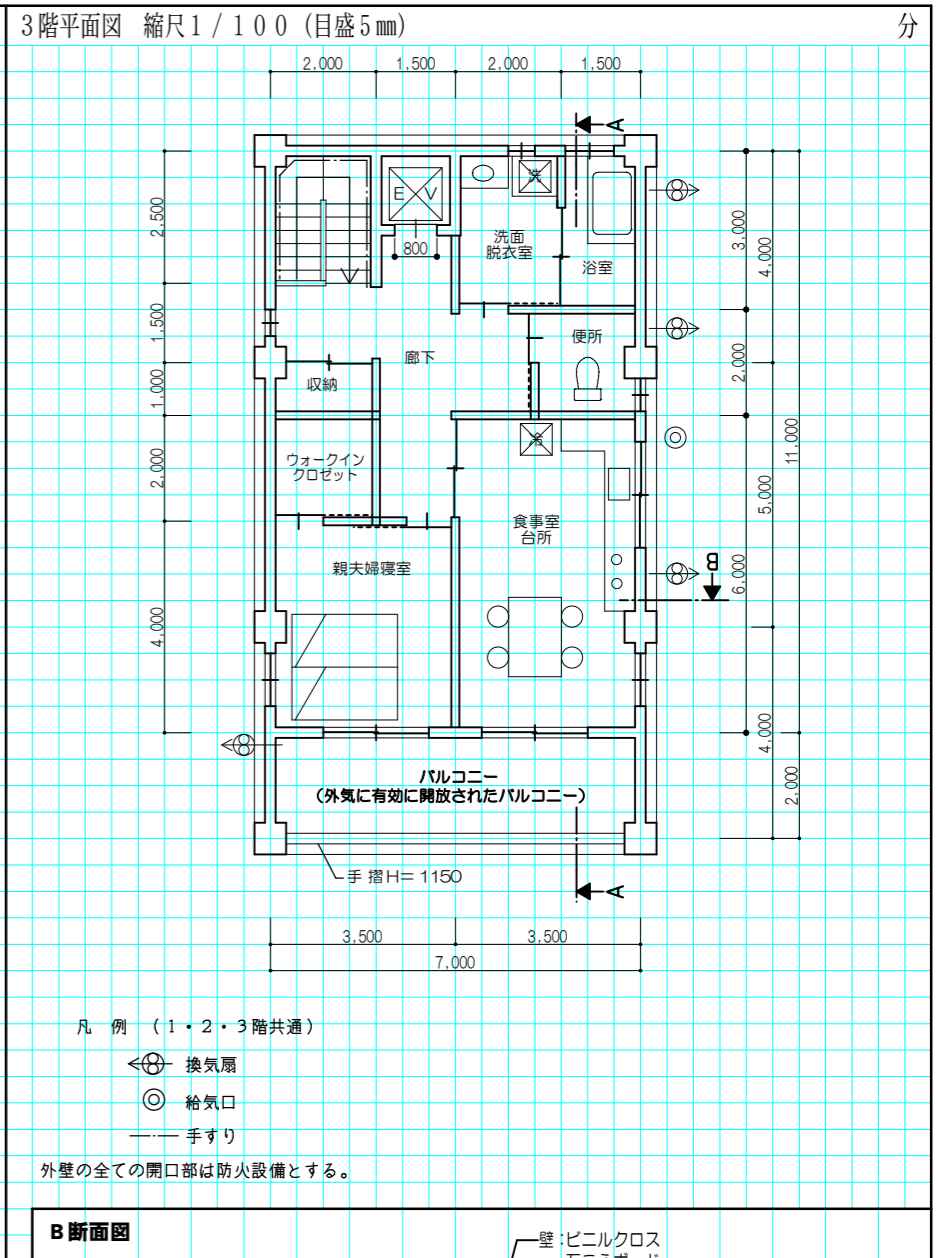 3階平面図 縮尺1/100 (目盛5㎜)
分
2,000 1,500 2,000 1,500
A
2,500
1,500
1,000
2,000
4,000
EV
800
洗
洗面
脱衣室
浴室
便所
廊下
収納
ウォークイン
クロゼット
冷
食事室
台所
親夫婦寝室
3,000
2,000
6,000
4,000
5,000
4,000
11,000
2,000
B
バルコニー
(外気に有効に開放されたバルコニー)
手摺H=1150
A
3,500 3,500
7,000
凡 例 (1・2・3階共通)
換気扇
給気口
手すり
外壁の全ての開口部は防火設備とする。
B断面図
壁:ビニルクロス